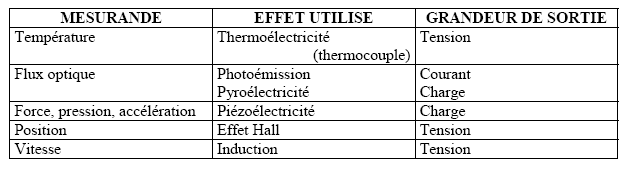 MESURANDE EFFET UTILISE GRANDEUR DE SORTIE
Température Thermoélectricité Tension
(thermocouple)
Flux optique Photoémission Courant
Pyroélectricité Charge
Force, pression, accélération Piézoélectricité Charge
Position Effet Hall Tension
Vitesse Induction Tension